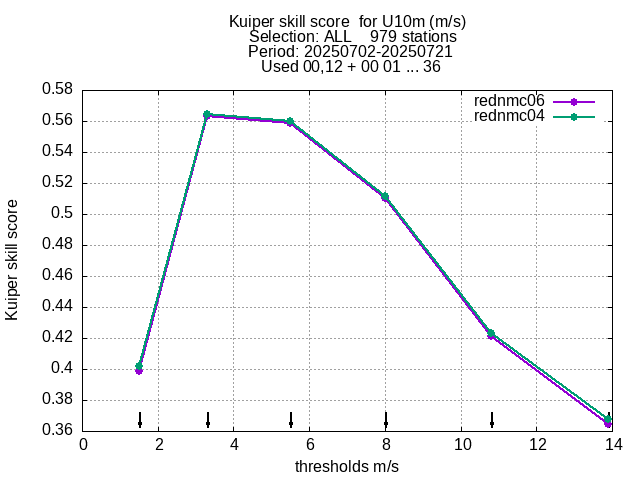 Kuiper skill score  for U10m (m/s)
Selection: ALL    979 stations
Period: 20250702-20250721
Used 00,12 + 00 01 ... 36
rednmc06
rednmc04
0.58
0.56
0.54
0.52
0.5
0.48
0.46
0.44
0.42
0.4
0.38
0.36
Kuiper skill score
0 2 4 6 8 10 12 14
thresholds m/s